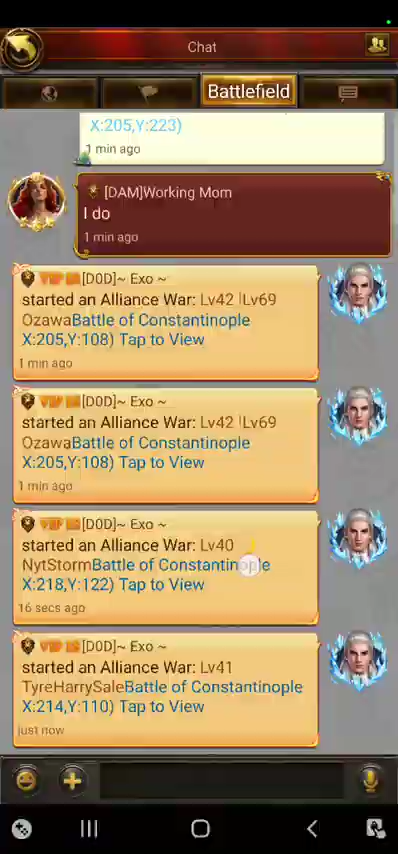 Chat
Battlefield
X:205,Y:223)
1 min ago
[DAM]Working Mom
I do
1 min ago
[D0D]~ Exo ~
started an Alliance War: Lv42 |Lv69
OzawaBattle of Constantinople
X:205,Y:108) Tap to View
1 min ago
[D0D]~ Exo ~
started an Alliance War: Lv42 |Lv69
OzawaBattle of Constantinople
X:205,Y:108) Tap to View
1 min ago
[D0D]~ Exo ~
started an Alliance War: Lv40
NytStormBattle of Constantinople
X:218,Y:122) Tap to View
16 secs ago
[D0D]~ Exo ~
started an Alliance War: Lv41
TyreHarrySaleBattle of Constantinople
X:214,Y:110) Tap to View
just now